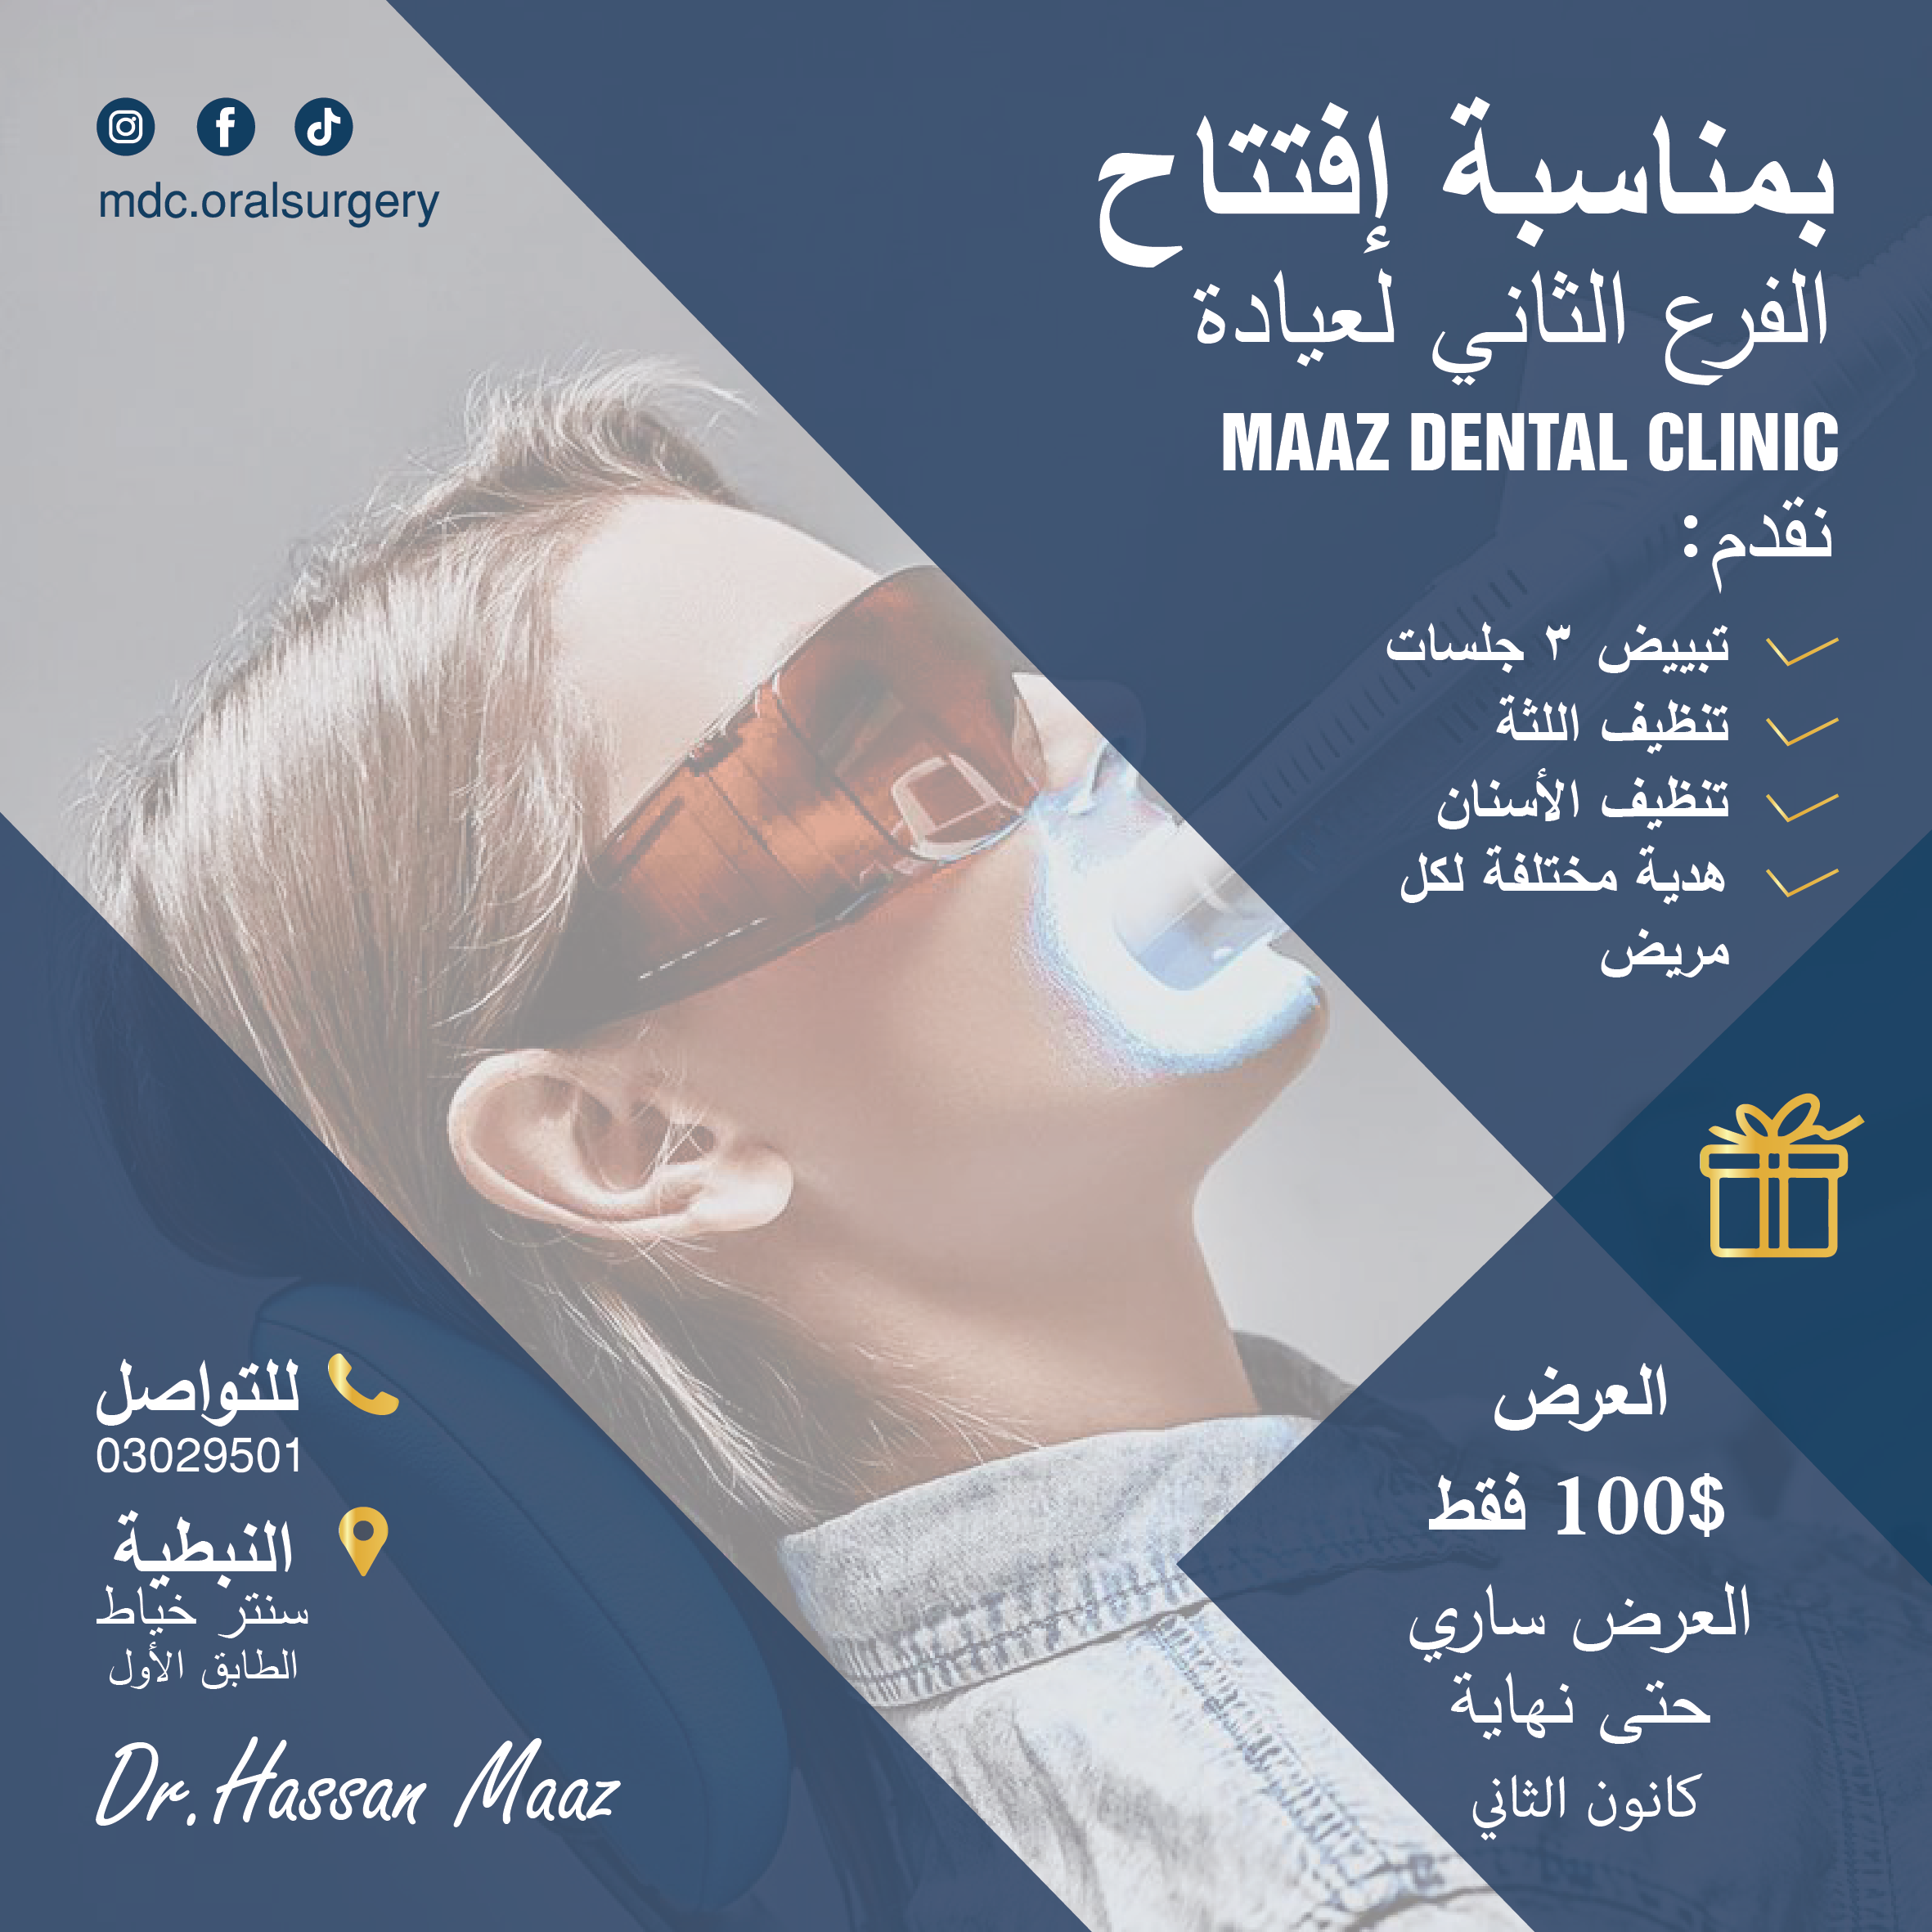 mdc.oralsurgery
بمناسبة إفتتاح
الفرع الثاني لعيادة
MAAZ DENTAL CLINIC
نقدم:
تبييض ٣ جلسات
تنظيف اللثة
تنظيف الأسنان
هدية مختلفة لكل
مريض
العرض
100$ فقط
العرض ساري
حتى نهاية
كانون الثاني
للتواصل
03029501
النبطية
سنتر خياط
الطابق الأول
Dr.Hassan Maaz